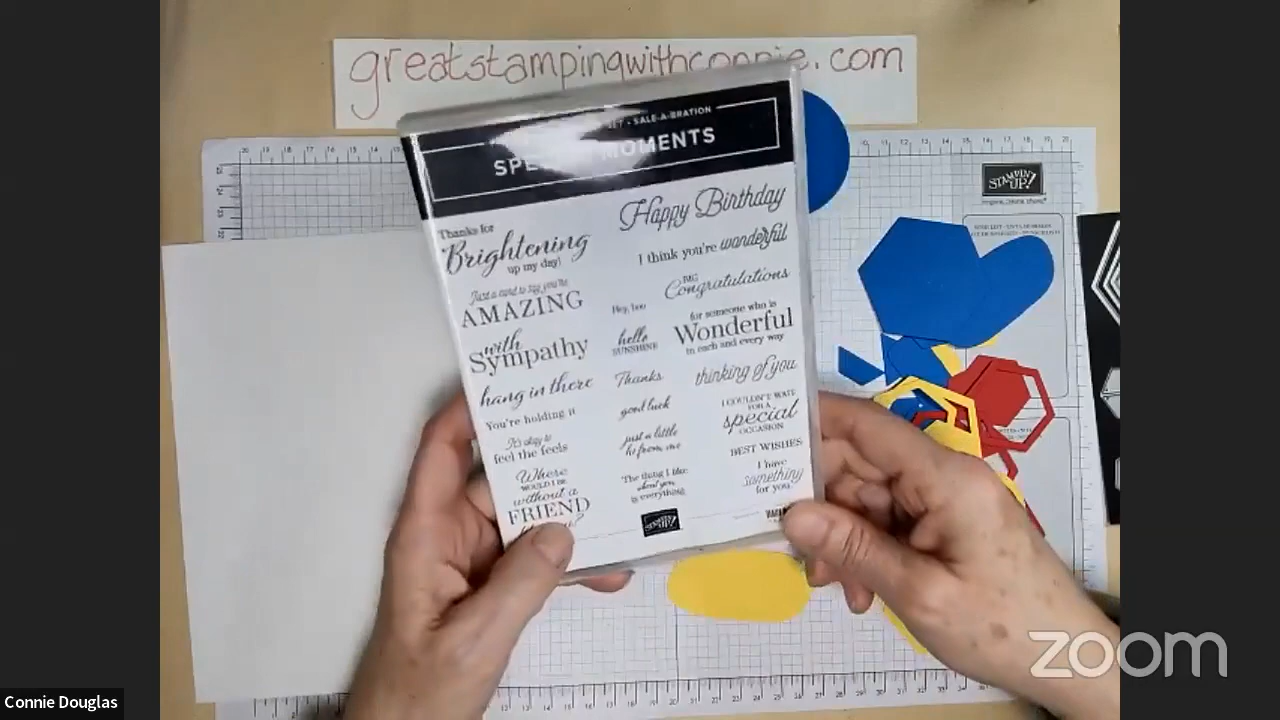 greatstampingwithconnie.com
SALE-A-BRATION
MOMENTS
Happy Birthday
Thanks for
Brightening
up my day!
I think you're wonderful
Just a card to say you're
AMAZING
BIG
Congratulations
Hey, boo
for someone who is
Wonderful
in each and every way
with
Sympathy
hello
SUNSHINE
hang in there
Thanks
thinking of you
You're holding it
good luck
I COULDN'T WAIT
FOR A
special
OCCASION
It's okay to
feel the feels
just a little
from me
BEST WISHES
Where
WOULD I BE
without a
FRIEND
The thing I like
about you
is everything.
I have
something
for you.
STAMPIN' UP!
STAMPIN' UP!
Connie Douglas
zoom